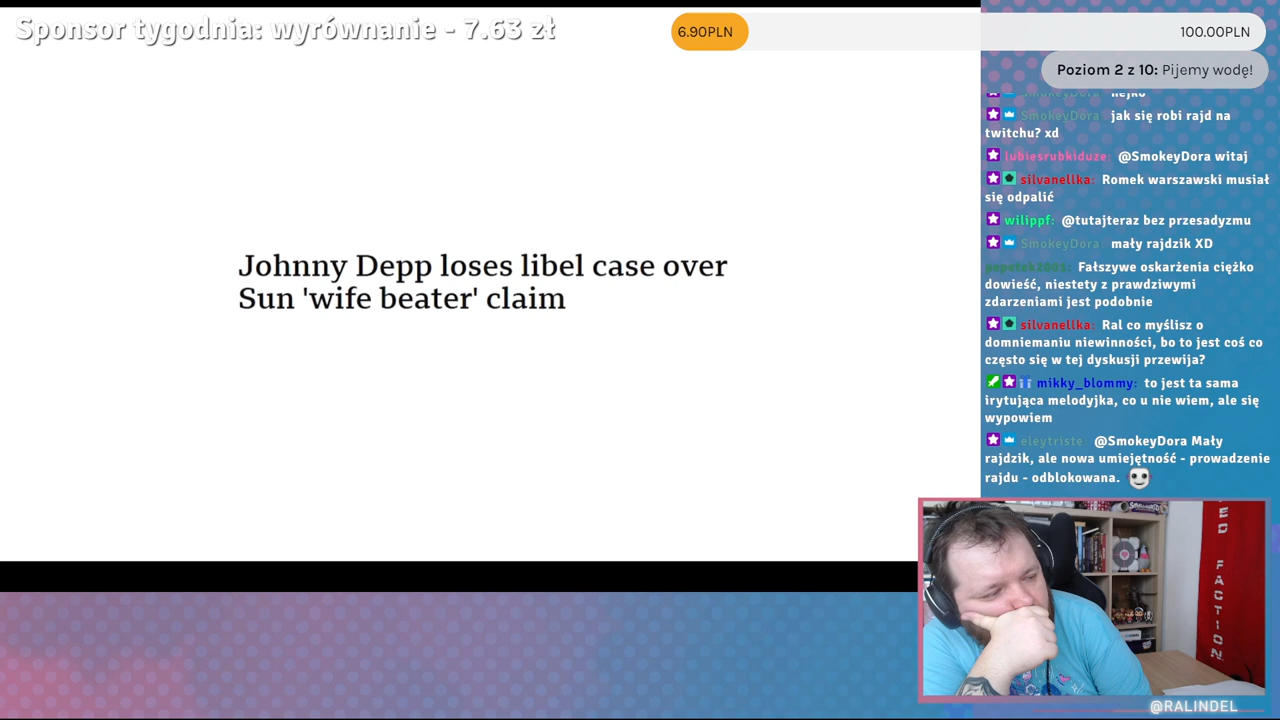 Sponsor tygodnia: wyrównanie - 7.63 zł
6.90PLN
100.00PLN
Poziom 2 z 10: Pijemy wodę!
SmokeyDora hejko
SmokeyDora jak się robi rajd na
twitchu? xd
lubiesrubkiduze: @SmokeyDora witaj
silvanellka: Romek warszawski musiał
się odpalić
wilippf: @tutajteraz bez przesadyzmu
SmokeyDora mały rajdzik XD
Fałszywe oskarżenia ciężko
dowieść, niestety z prawdziwymi
zdarzeniami jest podobnie
silvanellka: Ral co myślisz o
domniemaniu niewinności, bo to jest coś co
często się w tej dyskusji przewija?
mikky_blommy: to jest ta sama
irytująca melodyjka, co u nie wiem, ale się
wypowiem
eleytriste: @SmokeyDora Mały
rajdzik, ale nowa umiejętność - prowadzenie
rajdu - odblokowana.
Johnny Depp loses libel case over
Sun 'wife beater' claim
ED FACTION
@RALINDEL